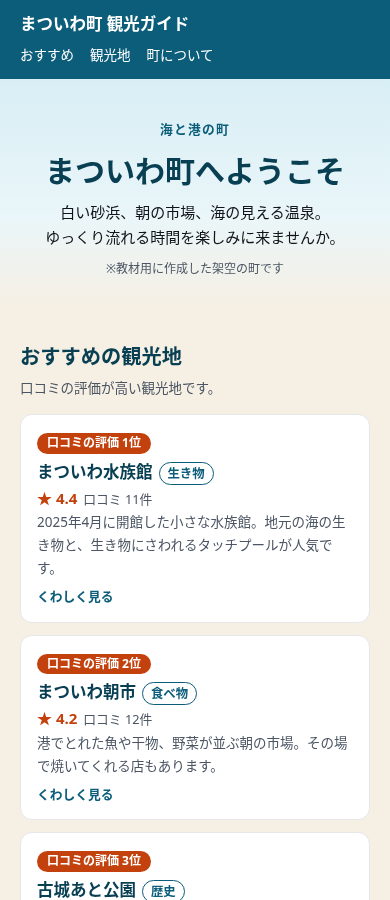 まついわ町 観光ガイド
おすすめ 観光地 町について
海と港の町
まついわ町へようこそ
白い砂浜、朝の市場、海の見える温泉。
ゆっくり流れる時間を楽しみに来ませんか。
※教材用に作成した架空の町です
おすすめの観光地
口コミの評価が高い観光地です。
口コミの評価 1位
まついわ水族館 生き物
★ 4.4 口コミ 11件
2025年4月に開館した小さな水族館。地元の海の生
き物と、生き物にさわれるタッチプールが人気で
す。
くわしく見る
口コミの評価 2位
まついわ朝市 食べ物
★ 4.2 口コミ 12件
港でとれた魚や干物、野菜が並ぶ朝の市場。その場
で焼いてくれる店もあります。
くわしく見る
口コミの評価 3位
古城あと公園 歴史